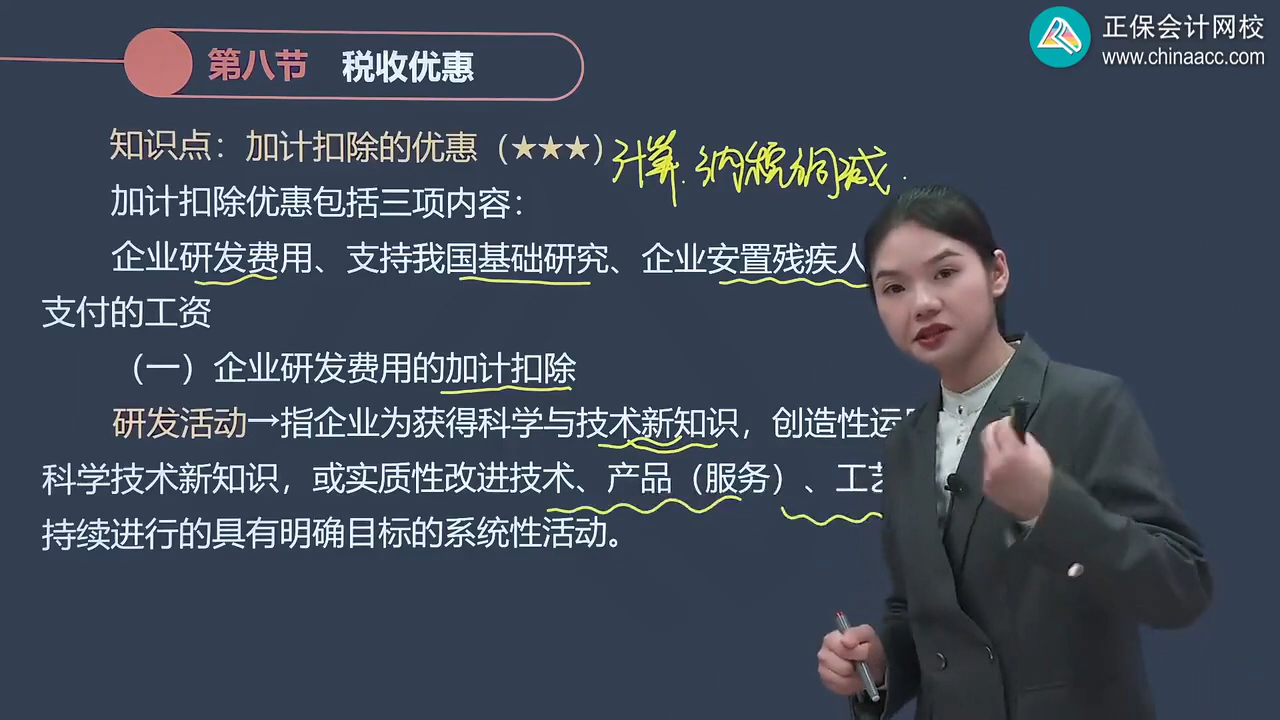 正保会计网校
www.chinaacc.com
第八节 税收优惠
知识点：加计扣除的优惠（★★★）计算.纳税调减.
加计扣除优惠包括三项内容：
企业研发费用、支持我国基础研究、企业安置残疾人
支付的工资
（一）企业研发费用的加计扣除
研发活动→指企业为获得科学与技术新知识，创造性运
科学技术新知识，或实质性改进技术、产品（服务）、工艺
持续进行的具有明确目标的系统性活动。